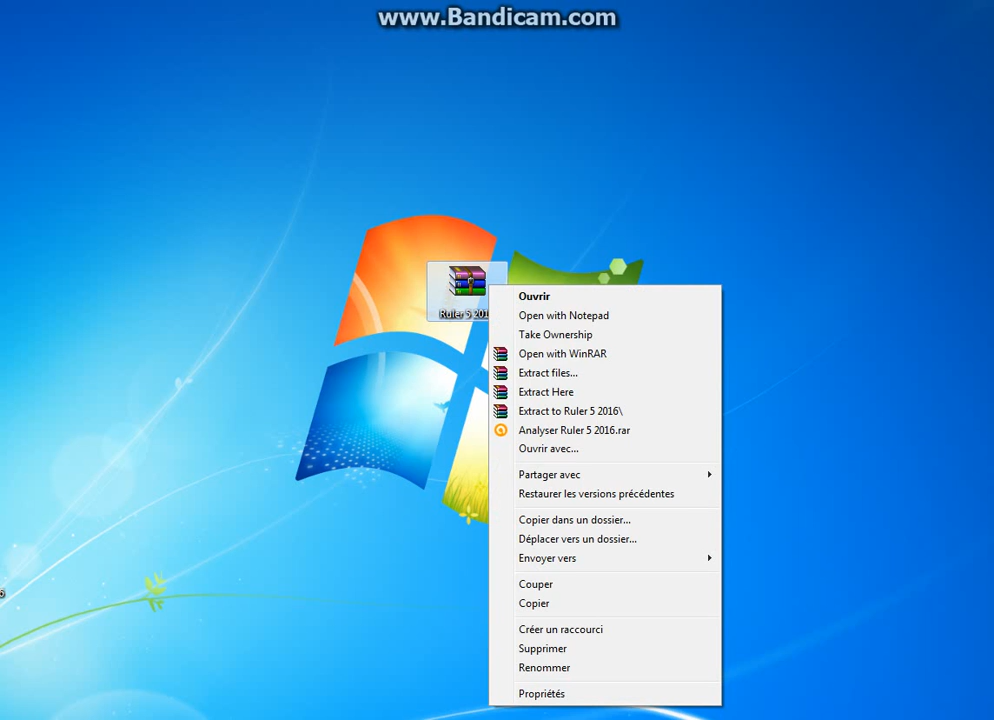 www.Bandicam.com
Ruler 5 201
Ouvrir
Open with Notepad
Take Ownership
Open with WinRAR
Extract files...
Extract Here
Extract to Ruler 5 2016\
Analyser Ruler 5 2016.rar
Ouvrir avec...
Partager avec
Restaurer les versions précédentes
Copier dans un dossier...
Déplacer vers un dossier...
Envoyer vers
Couper
Copier
Créer un raccourci
Supprimer
Renommer
Propriétés